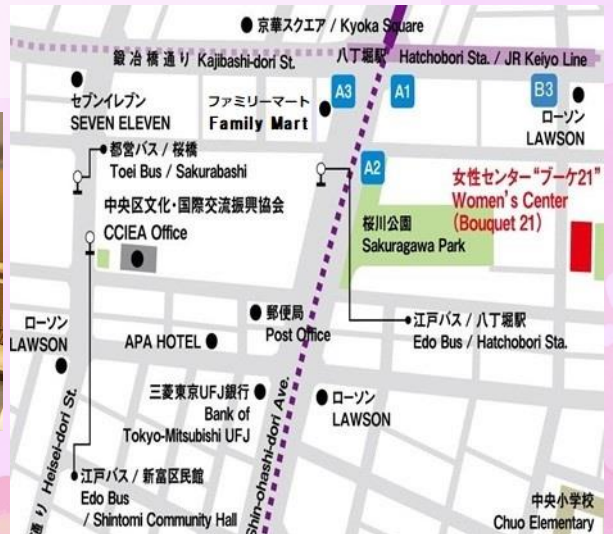 京華スクエア / Kyoka Square
鍛冶橋通り Kajibashi-dori St.
八丁堀駅 Hatchobori Sta. / JR Keiyo Line
セブンイレブン
SEVEN ELEVEN
ファミリーマート
Family Mart
A3
A1
B3
ローソン
LAWSON
都営バス / 桜橋
Toei Bus / Sakurabashi
A2
女性センター“ブーケ21”
Women's Center
(Bouquet 21)
中央区文化・国際交流振興協会
CCIEA Office
桜川公園
Sakuragawa Park
郵便局
Post Office
江戸バス / 八丁堀駅
Edo Bus / Hatchobori Sta.
ローソン
LAWSON
APA HOTEL
三菱東京UFJ銀行
Bank of
Tokyo-Mitsubishi UFJ
ローソン
LAWSON
通り Heisei-dori St.
Shin-ohashi-dori Ave.
江戸バス / 新富区民館
Edo Bus
/ Shintomi Community Hall
中央小学校
Chuo Elementary